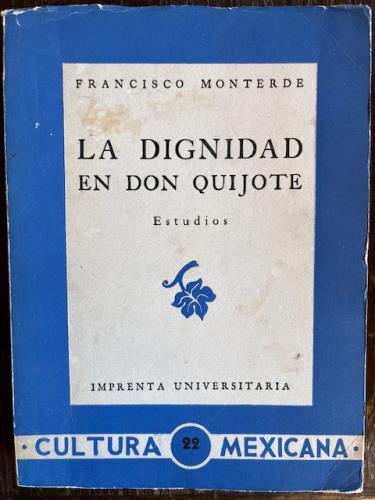 FRANCISCO MONTERDE
LA DIGNIDAD
EN DON QUIJOTE
Estudios
IMPRENTA UNIVERSITARIA
· CULTURA 22 MEXICANA ·